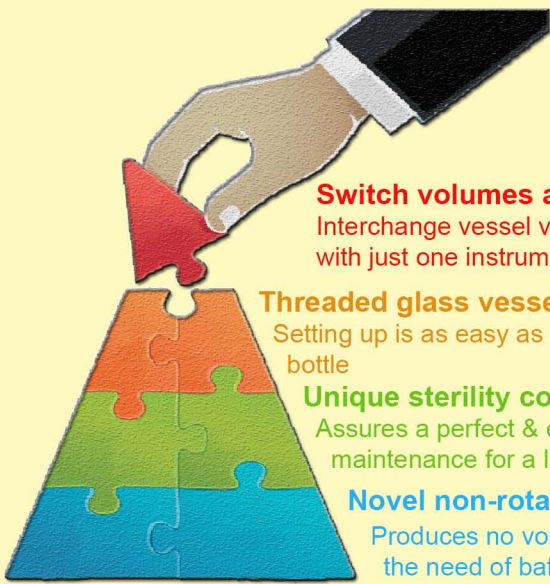 Switch volumes a
Interchange vessel v
with just one instrum
Threaded glass vesse
Setting up is as easy as
bottle
Unique sterility co
Assures a perfect & e
maintenance for a l
Novel non-rota
Produces no vo
the need of bat